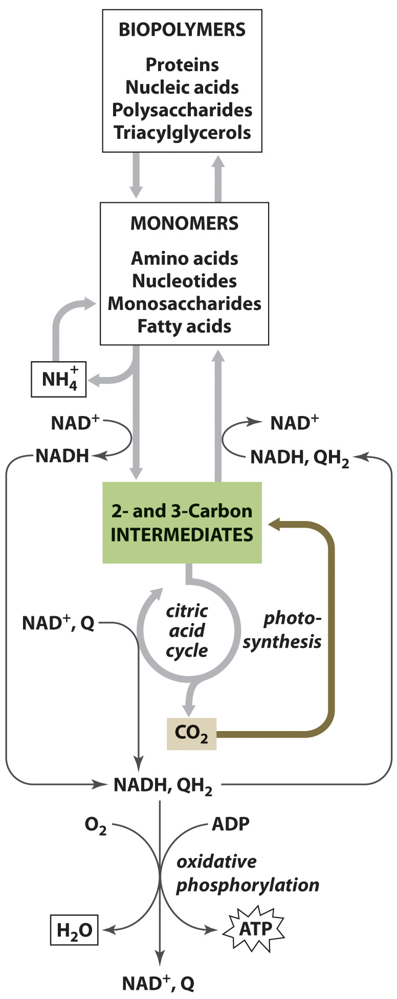 BIOPOLYMERS
Proteins
Nucleic acids
Polysaccharides
Triacylglycerols
MONOMERS
Amino acids
Nucleotides
Monosaccharides
Fatty acids
NH₄⁺
NAD⁺
NAD⁺
NADH
NADH, QH₂
2- and 3-Carbon
INTERMEDIATES
citric
acid
cycle
NAD⁺, Q
photo-
synthesis
CO₂
NADH, QH₂
O₂
ADP
oxidative
phosphorylation
H₂O
ATP
NAD⁺, Q